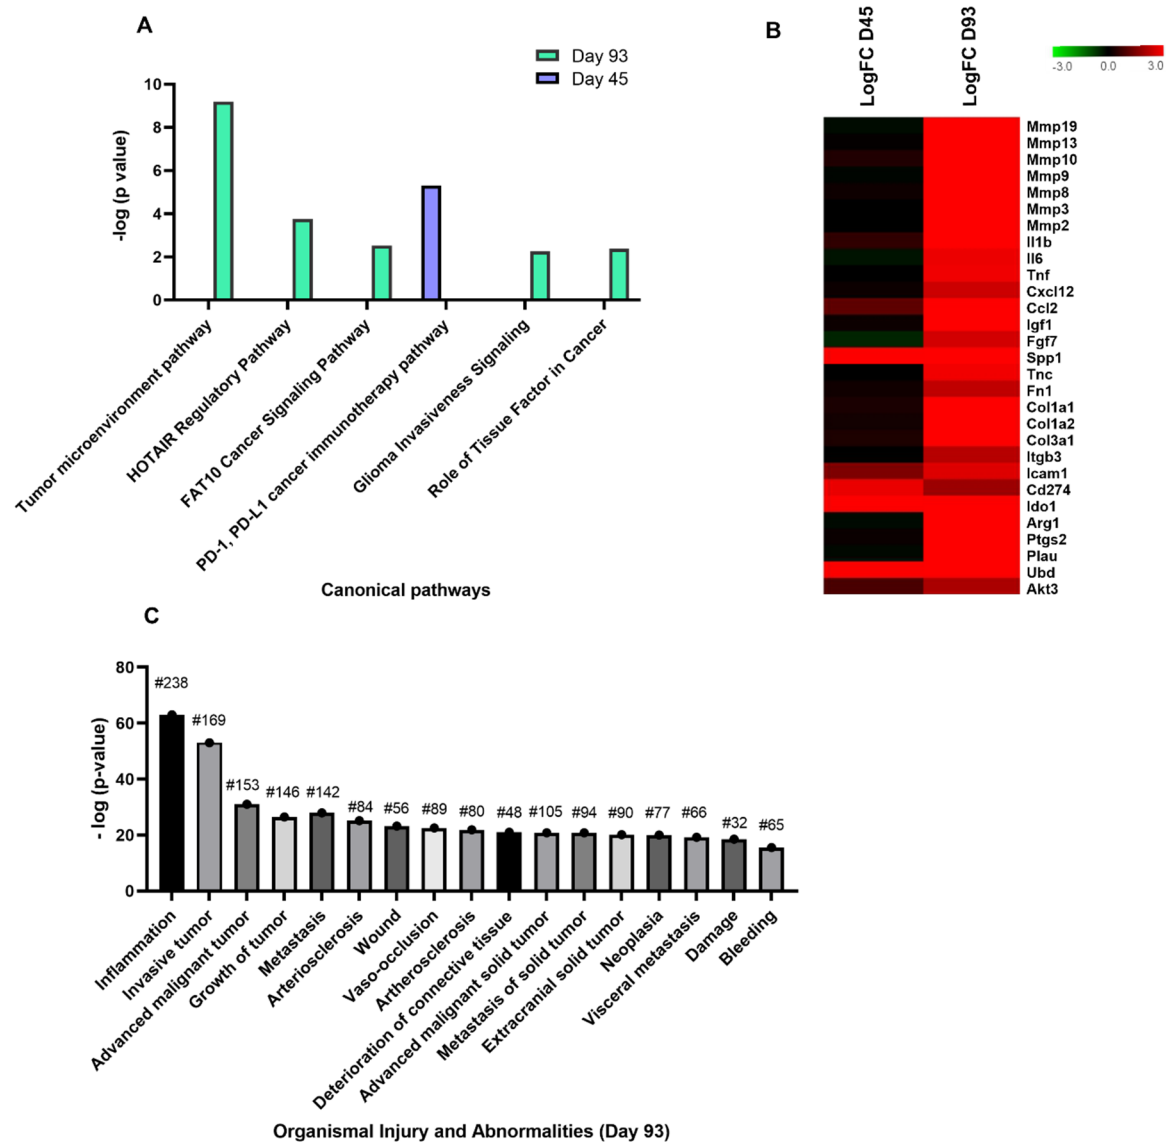 A
Day 93
Day 45
-log (p value)
10
8
6
4
2
0
Tumor microenvironment pathway
HOTAIR Regulatory Pathway
FAT10 Cancer Signaling Pathway
PD-1, PD-L1 cancer immunotherapy pathway
Glioma Invasiveness Signaling
Role of Tissue Factor in Cancer
Canonical pathways
B
LogFC D45
LogFC D93
-3.0 0.0 3.0
Mmp19
Mmp13
Mmp10
Mmp9
Mmp8
Mmp3
Mmp2
Il1b
Il6
Tnf
Cxcl12
Ccl2
Igf1
Fgf7
Spp1
Tnc
Fn1
Col1a1
Col1a2
Col3a1
Itgb3
Icam1
Cd274
Ido1
Arg1
Ptgs2
Plau
Ubd
Akt3
C
- log (p-value)
80
60
40
20
0
#238
#169
#153
#146
#142
#84
#56
#89
#80
#48
#105
#94
#90
#77
#66
#32
#65
Inflammation
Invasive tumor
Advanced malignant tumor
Growth of tumor
Metastasis
Arteriosclerosis
Wound
Vaso-occlusion
Artherosclerosis
Deterioration of connective tissue
Advanced malignant solid tumor
Metastasis of solid tumor
Extracranial solid tumor
Neoplasia
Visceral metastasis
Damage
Bleeding
Organismal Injury and Abnormalities (Day 93)